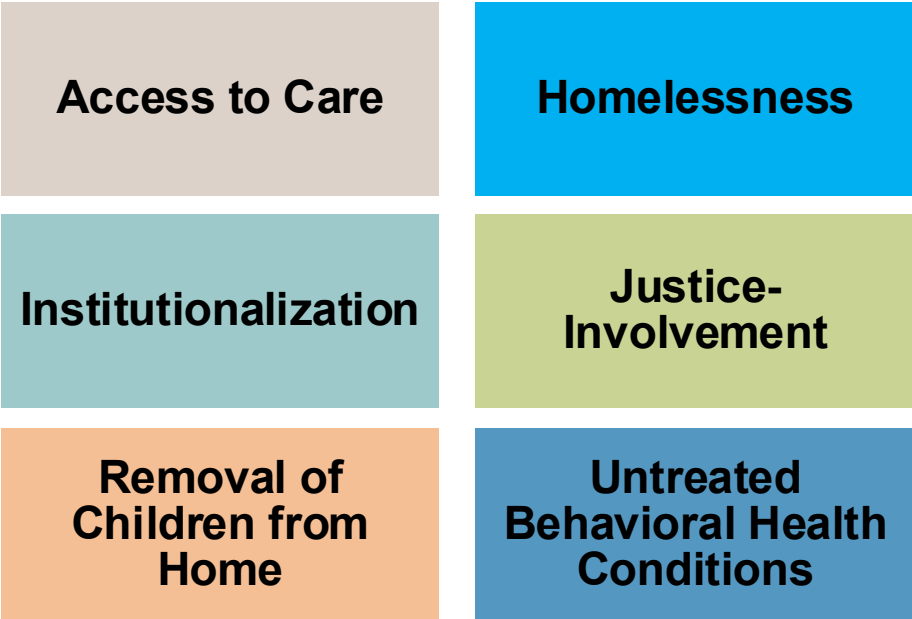 Access to Care
Homelessness
Institutionalization
Justice-
Involvement
Removal of
Children from
Home
Untreated
Behavioral Health
Conditions